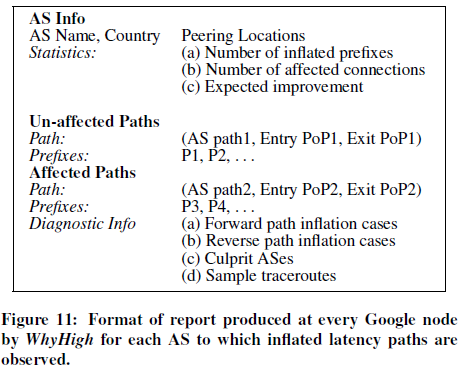 AS Info
AS Name, Country Peering Locations
Statistics: (a) Number of inflated prefixes
(b) Number of affected connections
(c) Expected improvement
Un-affected Paths
Path: (AS path1, Entry PoP1, Exit PoP1)
Prefixes: P1, P2, . . .
Affected Paths
Path: (AS path2, Entry PoP2, Exit PoP2)
Prefixes: P3, P4, . . .
Diagnostic Info (a) Forward path inflation cases
(b) Reverse path inflation cases
(c) Culprit ASes
(d) Sample traceroutes
Figure 11: Format of report produced at every Google node
by WhyHigh for each AS to which inflated latency paths are
observed.